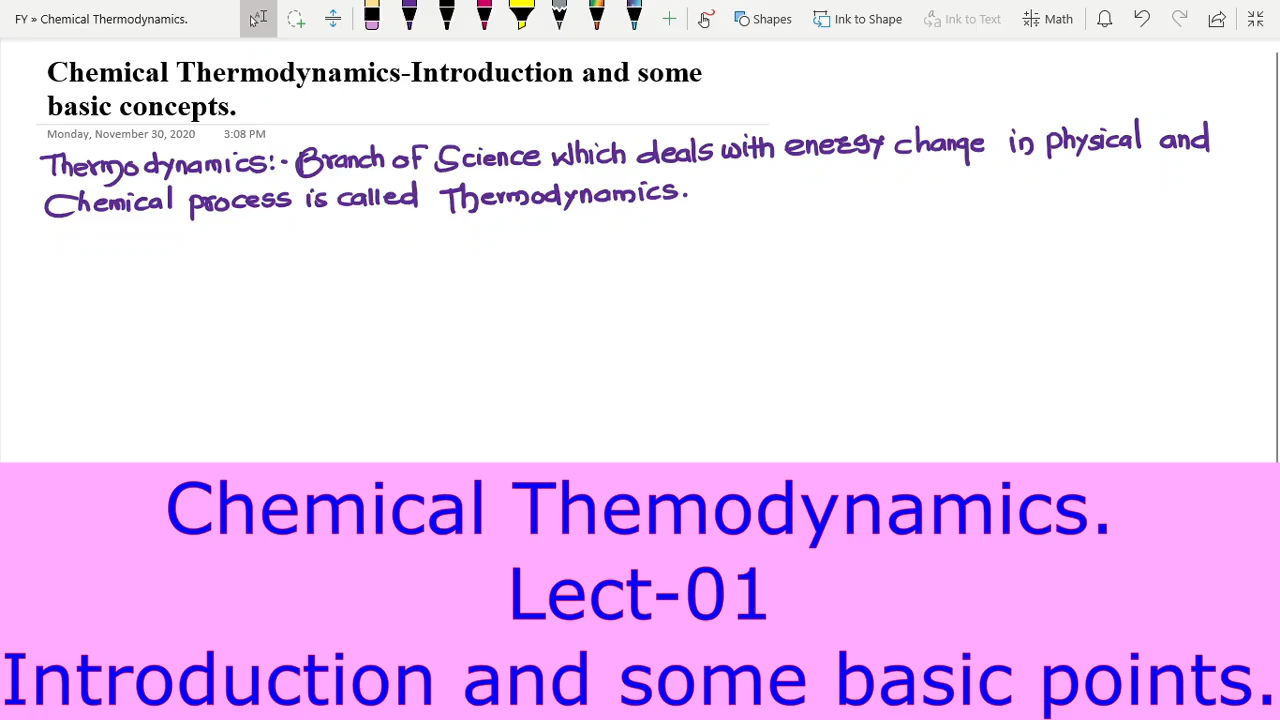 FY » Chemical Thermodynamics.
Shapes
Ink to Shape
Ink to Text
Math
Chemical Thermodynamics-Introduction and some
basic concepts.
Monday, November 30, 2020 3:08 PM
Thermodynamics:- Branch of Science which deals with energy change in physical and
Chemical process is called Thermodynamics.
Chemical Themodynamics.
Lect-01
Introduction and some basic points.